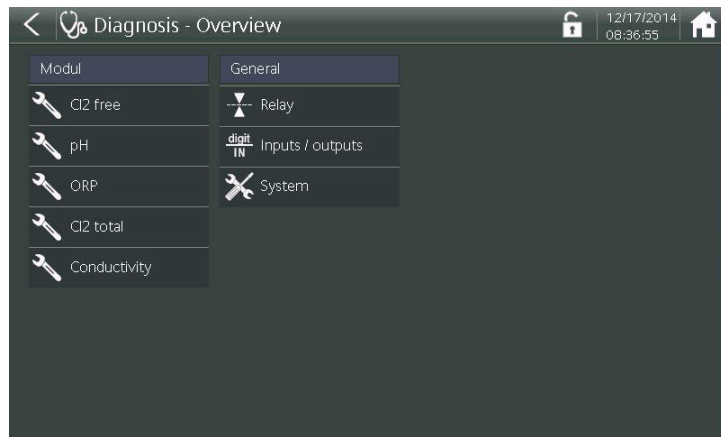 Diagnosis - Overview
12/17/2014
08:36:55
Modul
Cl2 free
pH
ORP
Cl2 total
Conductivity
General
Relay
digit
IN
Inputs / outputs
System